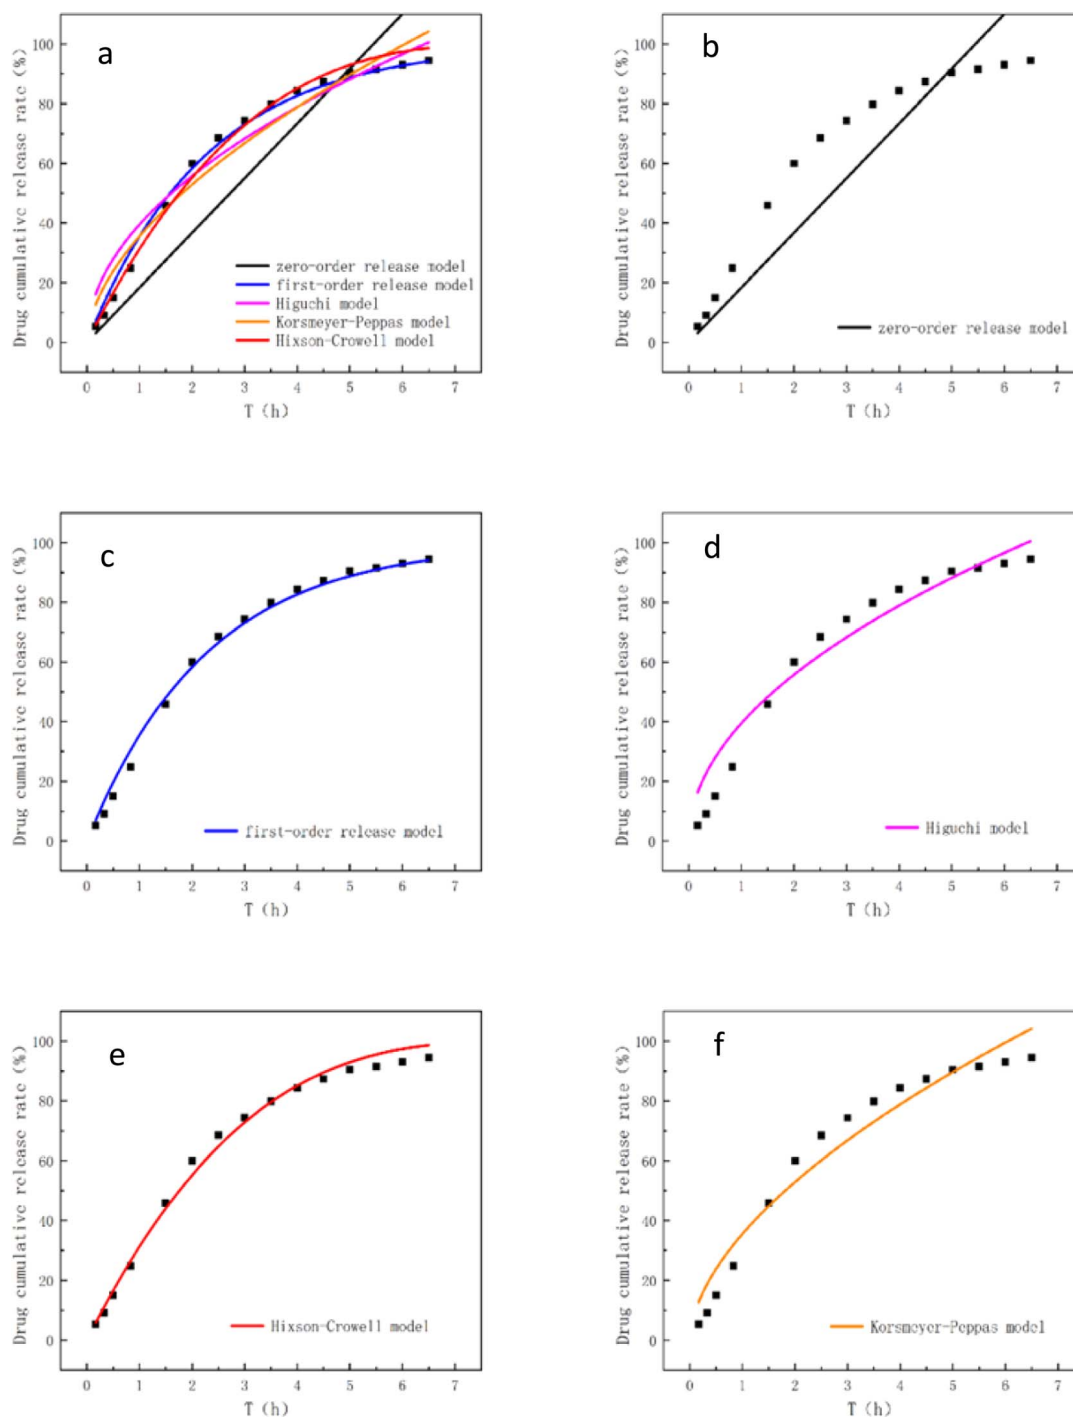 a
Drug cumulative release rate (%)
100
80
60
40
20
0
zero-order release model
first-order release model
Higuchi model
Korsmeyer-Peppas model
Hixson-Crowell model
0 1 2 3 4 5 6 7
T (h)
b
Drug cumulative release rate (%)
100
80
60
40
20
0
zero-order release model
0 1 2 3 4 5 6 7
T (h)
c
Drug cumulative release rate (%)
100
80
60
40
20
0
first-order release model
0 1 2 3 4 5 6 7
T (h)
d
Drug cumulative release rate (%)
100
80
60
40
20
0
Higuchi model
0 1 2 3 4 5 6 7
T (h)
e
Drug cumulative release rate (%)
100
80
60
40
20
0
Hixson-Crowell model
0 1 2 3 4 5 6 7
T (h)
f
Drug cumulative release rate (%)
100
80
60
40
20
0
Korsmeyer-Peppas model
0 1 2 3 4 5 6 7
T (h)